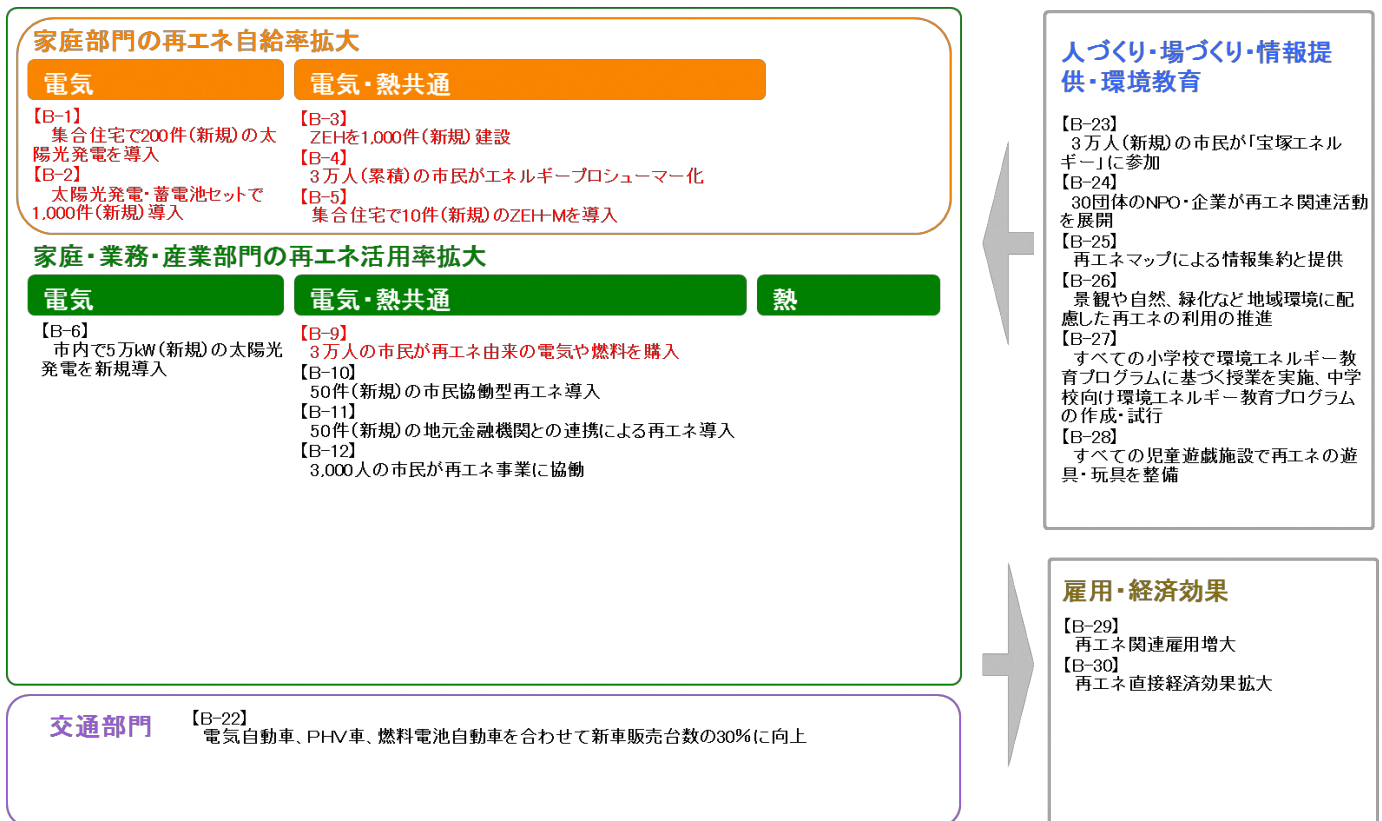 家庭部門の再エネ自給率拡大
電気
【B-1】
集合住宅で200件(新規)の太
陽光発電を導入
【B-2】
太陽光発電・蓄電池セットで
1,000件(新規)導入
電気・熱共通
【B-3】
ZEHを1,000件(新規)建設
【B-4】
3万人(累積)の市民がエネルギープロシューマー化
【B-5】
集合住宅で10件(新規)のZEH-Mを導入
家庭・業務・産業部門の再エネ活用率拡大
電気
【B-6】
市内で5万kW(新規)の太陽光
発電を新規導入
電気・熱共通
【B-9】
3万人の市民が再エネ由来の電気や燃料を購入
【B-10】
50件(新規)の市民協働型再エネ導入
【B-11】
50件(新規)の地元金融機関との連携による再エネ導入
【B-12】
3,000人の市民が再エネ事業に協働
熱
交通部門
【B-22】
電気自動車、PHV車、燃料電池自動車を合わせて新車販売台数の30%に向上
人づくり・場づくり・情報提
供・環境教育
【B-23】
3万人(新規)の市民が「宝塚エネル
ギー」に参加
【B-24】
30団体のNPO・企業が再エネ関連活動
を展開
【B-25】
再エネマップによる情報集約と提供
【B-26】
景観や自然、緑化など地域環境に配
慮した再エネの利用の推進
【B-27】
すべての小学校で環境エネルギー教
育プログラムに基づく授業を実施、中学
校向け環境エネルギー教育プログラム
の作成・試行
【B-28】
すべての児童遊戯施設で再エネの遊
具・玩具を整備
雇用・経済効果
【B-29】
再エネ関連雇用増大
【B-30】
再エネ直接経済効果拡大